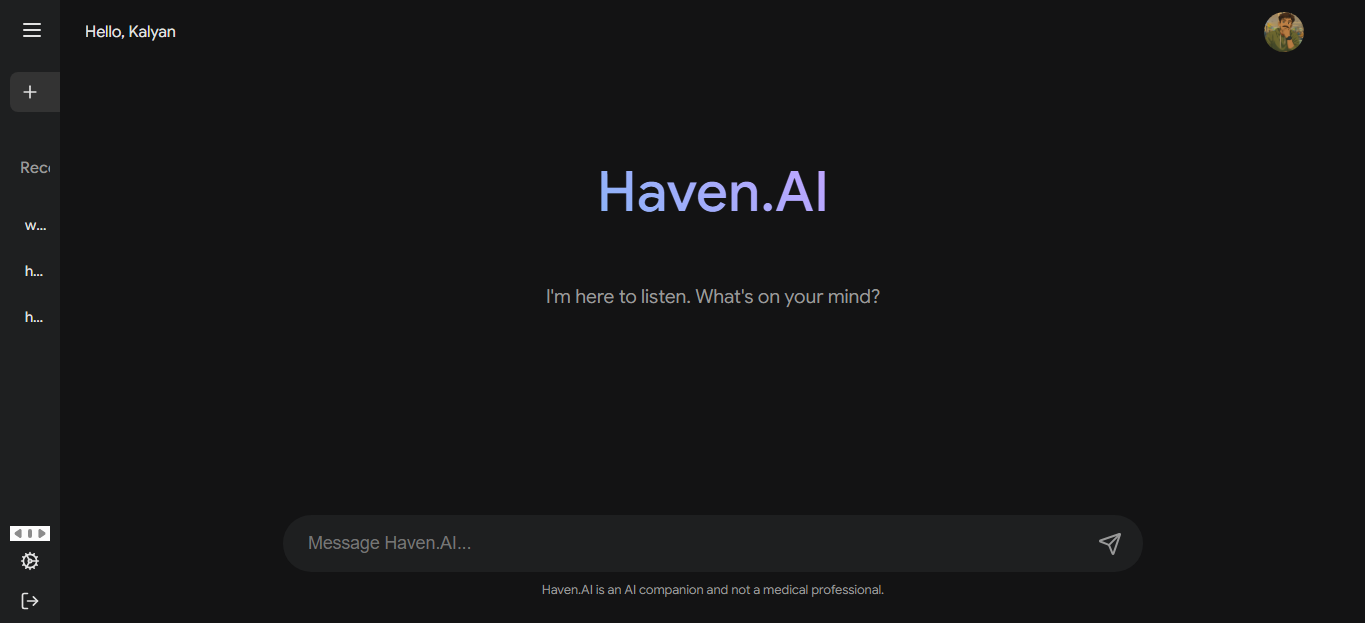 Hello, Kalyan
Rec
w...
h...
h...
Haven.AI
I'm here to listen. What's on your mind?
Message Haven.AI...
Haven.AI is an AI companion and not a medical professional.